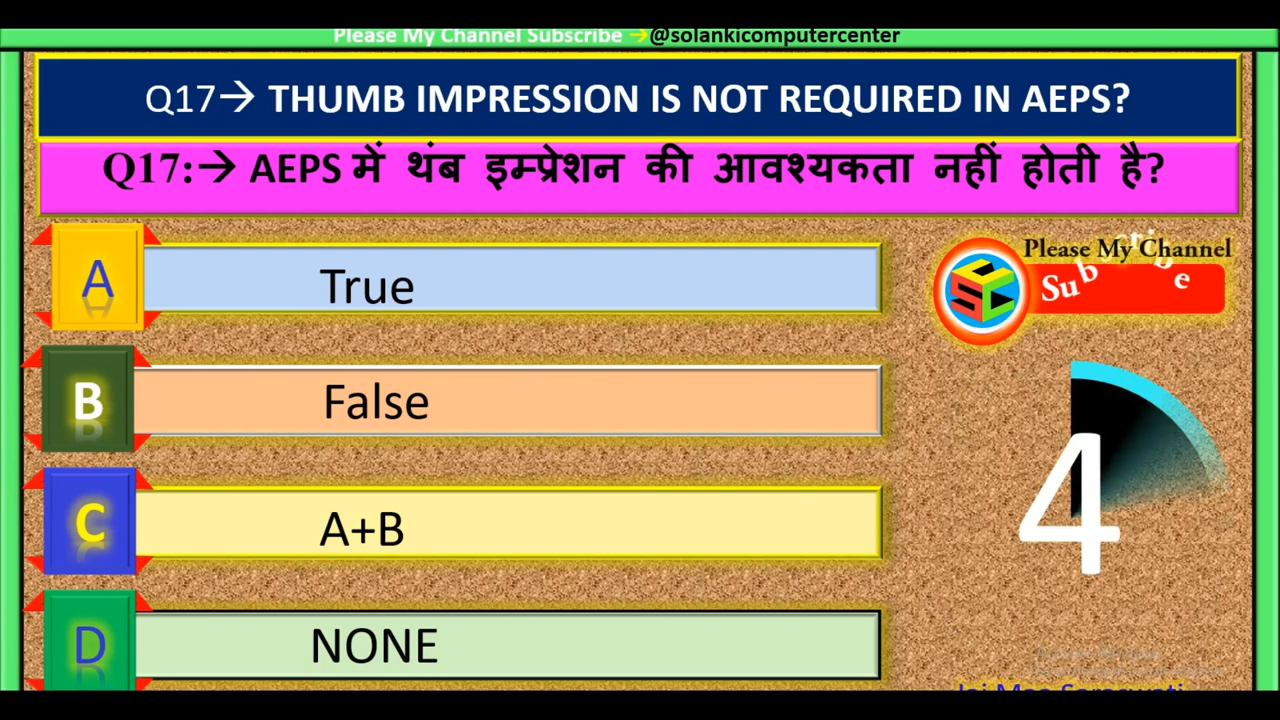 Please My Channel Subscribe →@solankicomputercenter
Q17→ THUMB IMPRESSION IS NOT REQUIRED IN AEPS?
Q17:→ AEPS में थंब इम्प्रेशन की आवश्यकता नहीं होती है?
A True
Please My Channel
Subscribe
B False
C A+B
4
D NONE